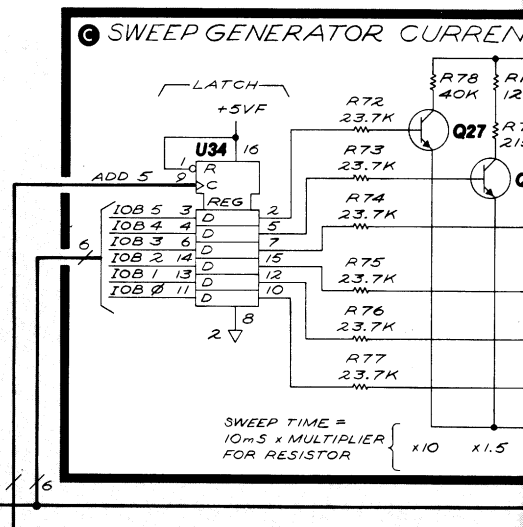 C SWEEP GENERATOR CURREN
LATCH
+5VF
U34
16
1
R
ADD 5
9
C
REG
IOB 5 3 D 2
IOB 4 4 D 5
IOB 3 6 D 7
IOB 2 14 D 15
IOB 1 13 D 12
IOB Ø 11 D 10
6
8
2
R72
23.7K
R73
23.7K
R74
23.7K
R75
23.7K
R76
23.7K
R77
23.7K
R78
40K
Q27
SWEEP TIME =
10mS x MULTIPLIER
FOR RESISTOR
x10
x1.5
6